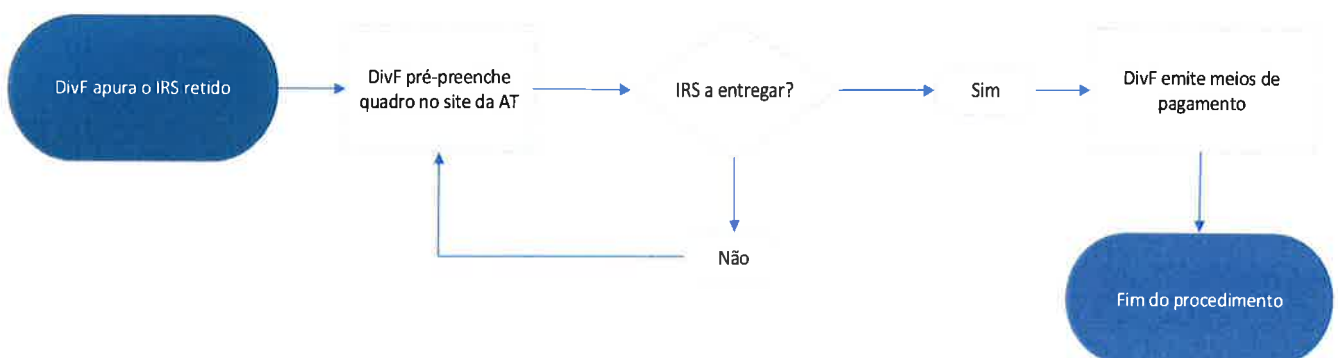 DivF apura o IRS retido
DivF pré-preenche
quadro no site da AT
IRS a entregar?
Sim
DivF emite meios de
pagamento
Não
Fim do procedimento